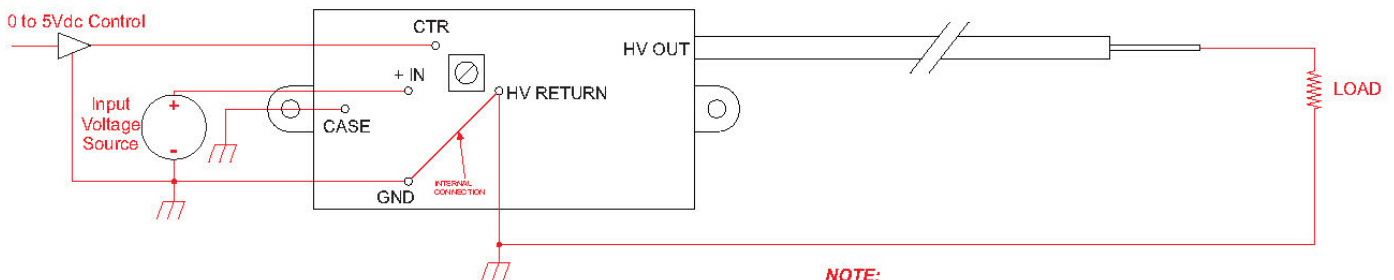 0 to 5Vdc Control
CTR
HV OUT
+ IN
HV RETURN
LOAD
Input
Voltage
Source
+
-
CASE
INTERNAL
CONNECTION
GND
NOTE: